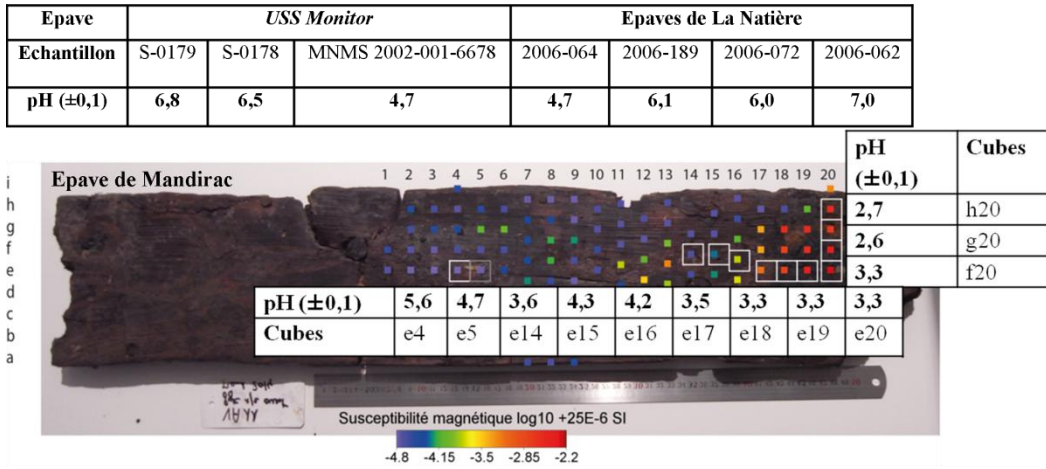 Epave USS Monitor Epaves de La Natière
Echantillon S-0179 S-0178 MNMS 2002-001-6678 2006-064 2006-189 2006-072 2006-062
pH (±0,1) 6,8 6,5 4,7 4,7 6,1 6,0 7,0
Epave de Mandirac
1 2 3 4 5 6 7 8 9 10 11 12 13 14 15 16 17 18 19 20
i
h
g
f
e
d
c
b
a
pH (±0,1) Cubes
2,7 h20
2,6 g20
3,3 f20
pH (±0,1) 5,6 4,7 3,6 4,3 4,2 3,5 3,3 3,3 3,3
Cubes e4 e5 e14 e15 e16 e17 e18 e19 e20
Susceptibilité magnétique log10 +25E-6 SI
-4.8 -4.15 -3.5 -2.85 -2.2